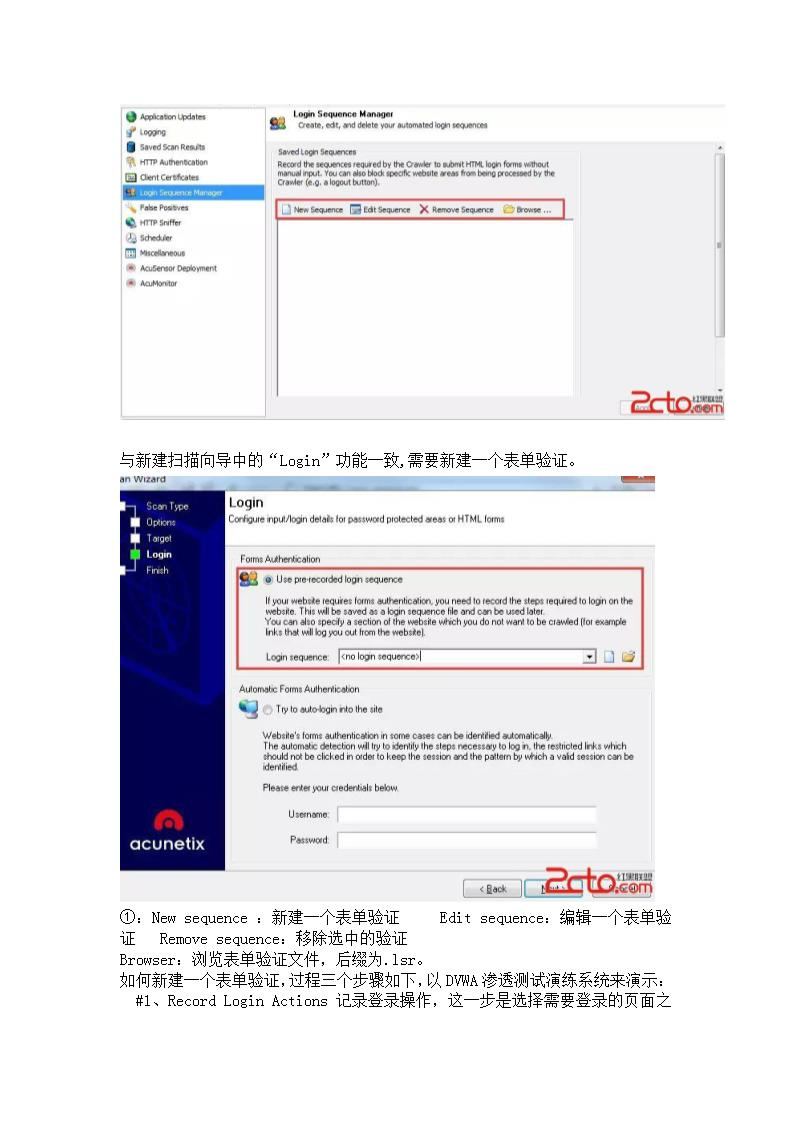 Application Updates
Logging
Saved Scan Results
HTTP Authentication
Client Certificates
Login Sequence Manager
False Positives
HTTP Sniffer
Scheduler
Miscellaneous
AcuSensor Deployment
AcuMonitor
Login Sequence Manager
Create, edit, and delete your automated login sequences
Saved Login Sequences
Record the sequences required by the Crawler to submit HTML login forms without
manual input. You can also block specific website areas from being processed by the
Crawler (e.g. a logout button).
New Sequence Edit Sequence Remove Sequence Browse ...
2cto.com
红黑联盟
与新建扫描向导中的“Login”功能一致,需要新建一个表单验证。
an Wizard
Scan Type
Options
Target
Login
Finish
acunetix
Login
Configure input/login details for password protected areas or HTML forms
Forms Authentication
Use pre-recorded login sequence
If your website requires forms authentication, you need to record the steps required to login on the
website. This will be saved as a login sequence file and can be used later.
You can also specify a section of the website which you do not want to be crawled (for example
links that will log you out from the website).
Login sequence: <no login sequence>
Automatic Forms Authentication
Try to auto-login into the site
Website's forms authentication in some cases can be identified automatically.
The automatic detection will try to identify the steps necessary to log in, the restricted links which
should not be clicked in order to keep the session and the pattern by which a valid session can be
identified.
Please enter your credentials below.
Username:
Password:
< Back
2cto.com
红黑联盟
①：New sequence ：新建一个表单验证 Edit sequence：编辑一个表单验
证 Remove sequence：移除选中的验证
Browser：浏览表单验证文件，后缀为.lsr。
如何新建一个表单验证,过程三个步骤如下,以DVWA渗透测试演练系统来演示：
#1、Record Login Actions 记录登录操作，这一步是选择需要登录的页面之